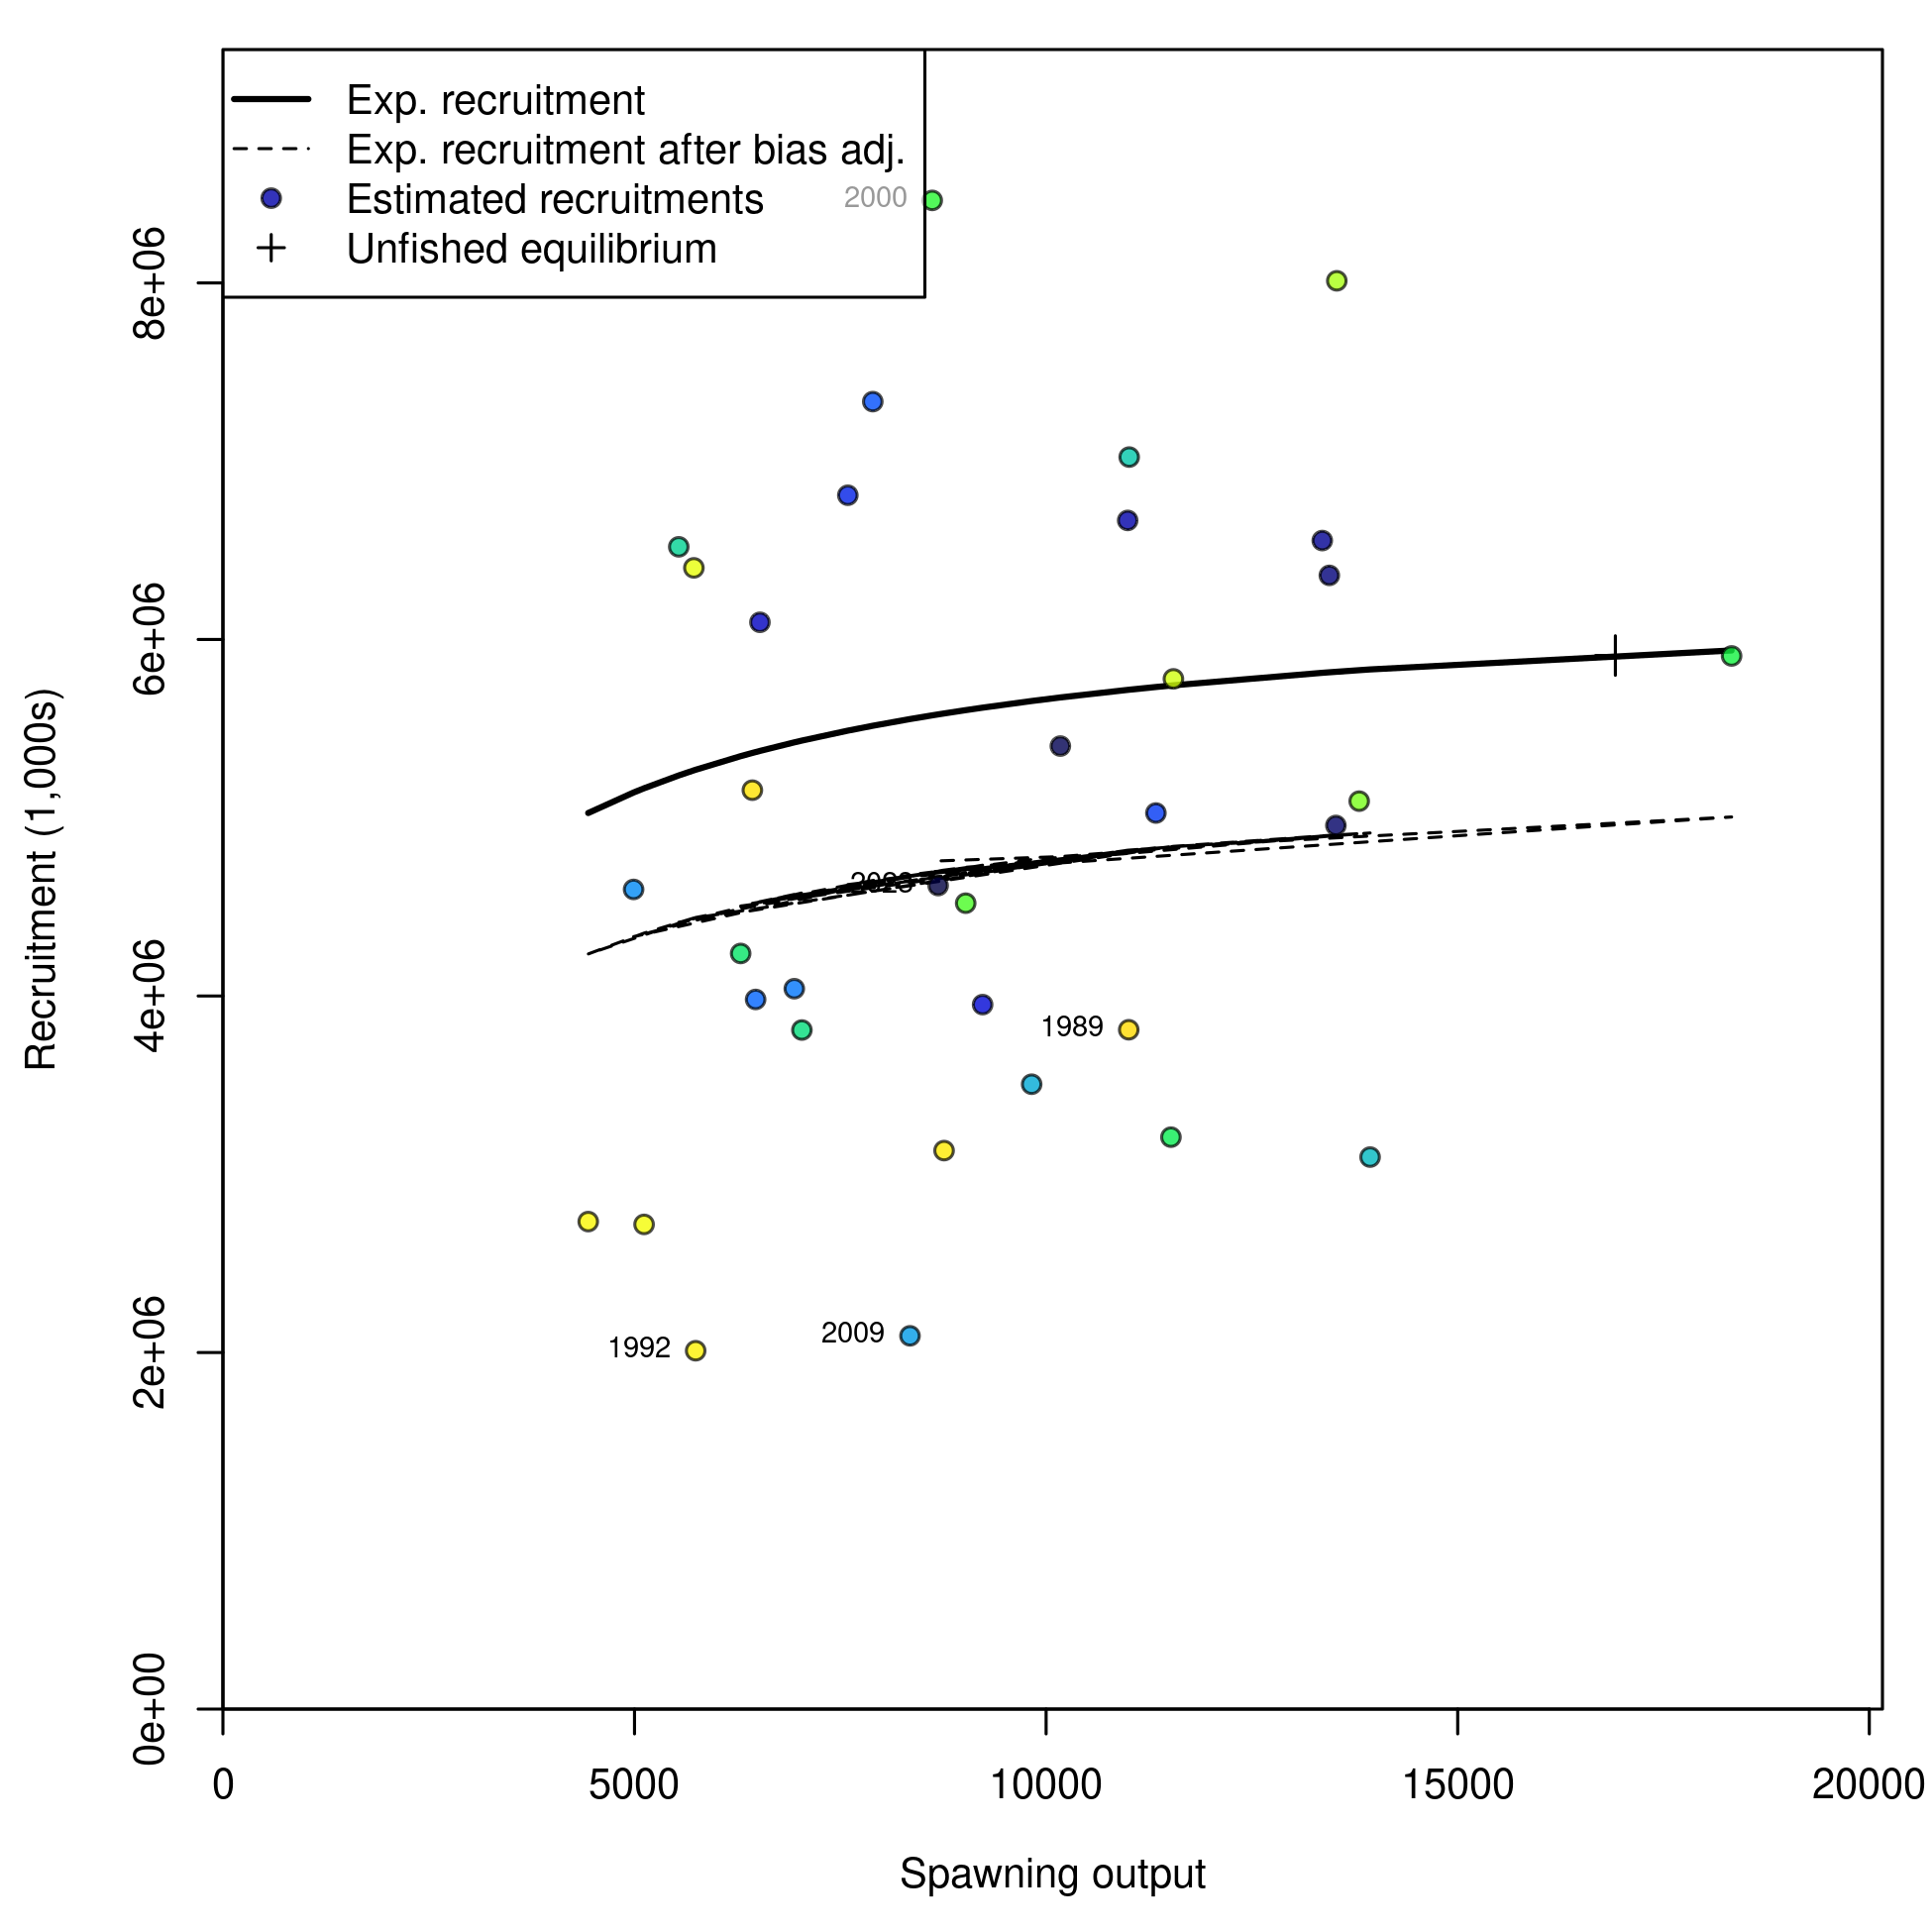 Exp. recruitment
Exp. recruitment after bias adj.
Estimated recruitments
2000
Unfished equilibrium
8e+06
6e+06
4e+06
2e+06
0e+00
Recruitment (1,000s)
1989
1992
2009
0
5000
10000
15000
20000
Spawning output